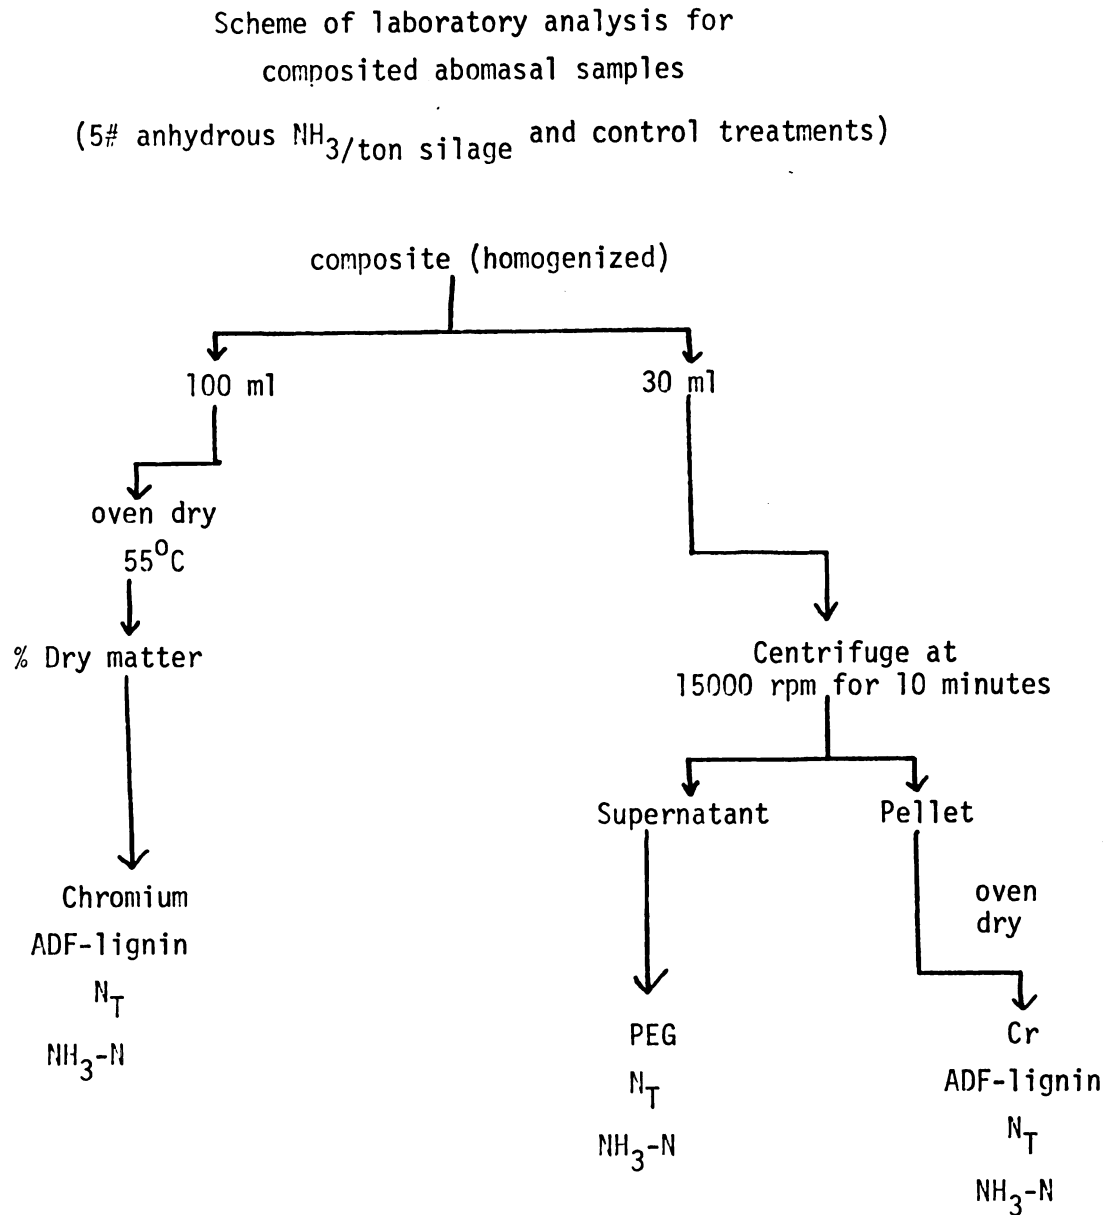 Scheme of laboratory analysis for
composited abomasal samples
(5# anhydrous NH3/ton silage and control treatments)
composite (homogenized)
100 ml
30 ml
oven dry
55°C
% Dry matter
Centrifuge at
15000 rpm for 10 minutes
Supernatant
Pellet
oven
dry
Chromium
ADF-lignin
NT
NH3-N
PEG
NT
NH3-N
Cr
ADF-lignin
NT
NH3-N